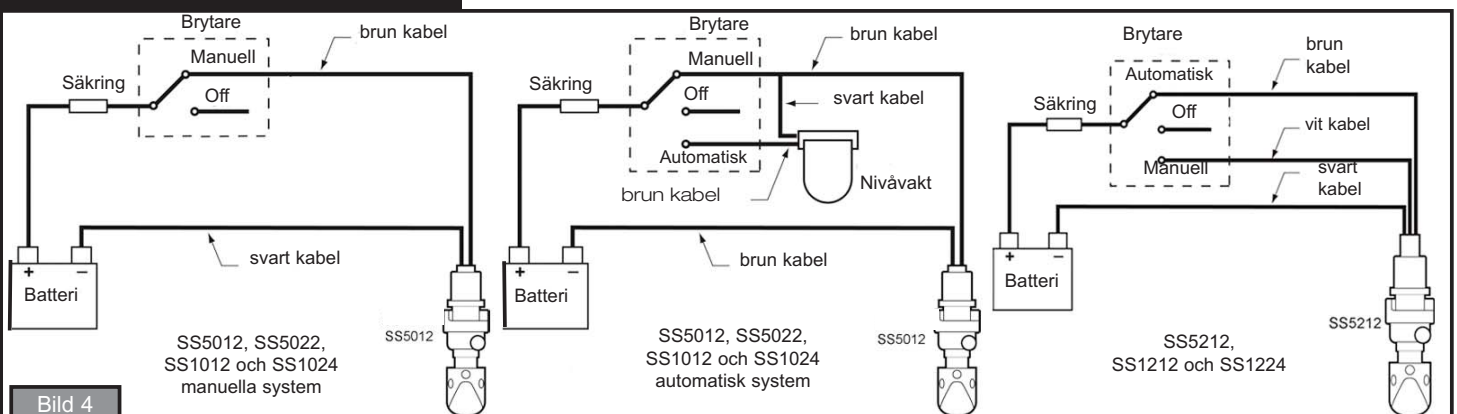 Brytare
Manuell
brun kabel
Säkring
Off
+
−
Batteri
svart kabel
SS5012
SS5012, SS5022,
SS1012 och SS1024
manuella system
Bild 4
Brytare
Manuell
brun kabel
Säkring
Off
svart kabel
Automatisk
brun kabel
Nivåvakt
+
−
Batteri
brun kabel
SS5012
SS5012, SS5022,
SS1012 och SS1024
automatisk system
Brytare
Automatisk
brun
kabel
Säkring
Off
vit kabel
Manuell
svart
kabel
+
−
Batteri
SS5212
SS5212,
SS1212 och SS1224